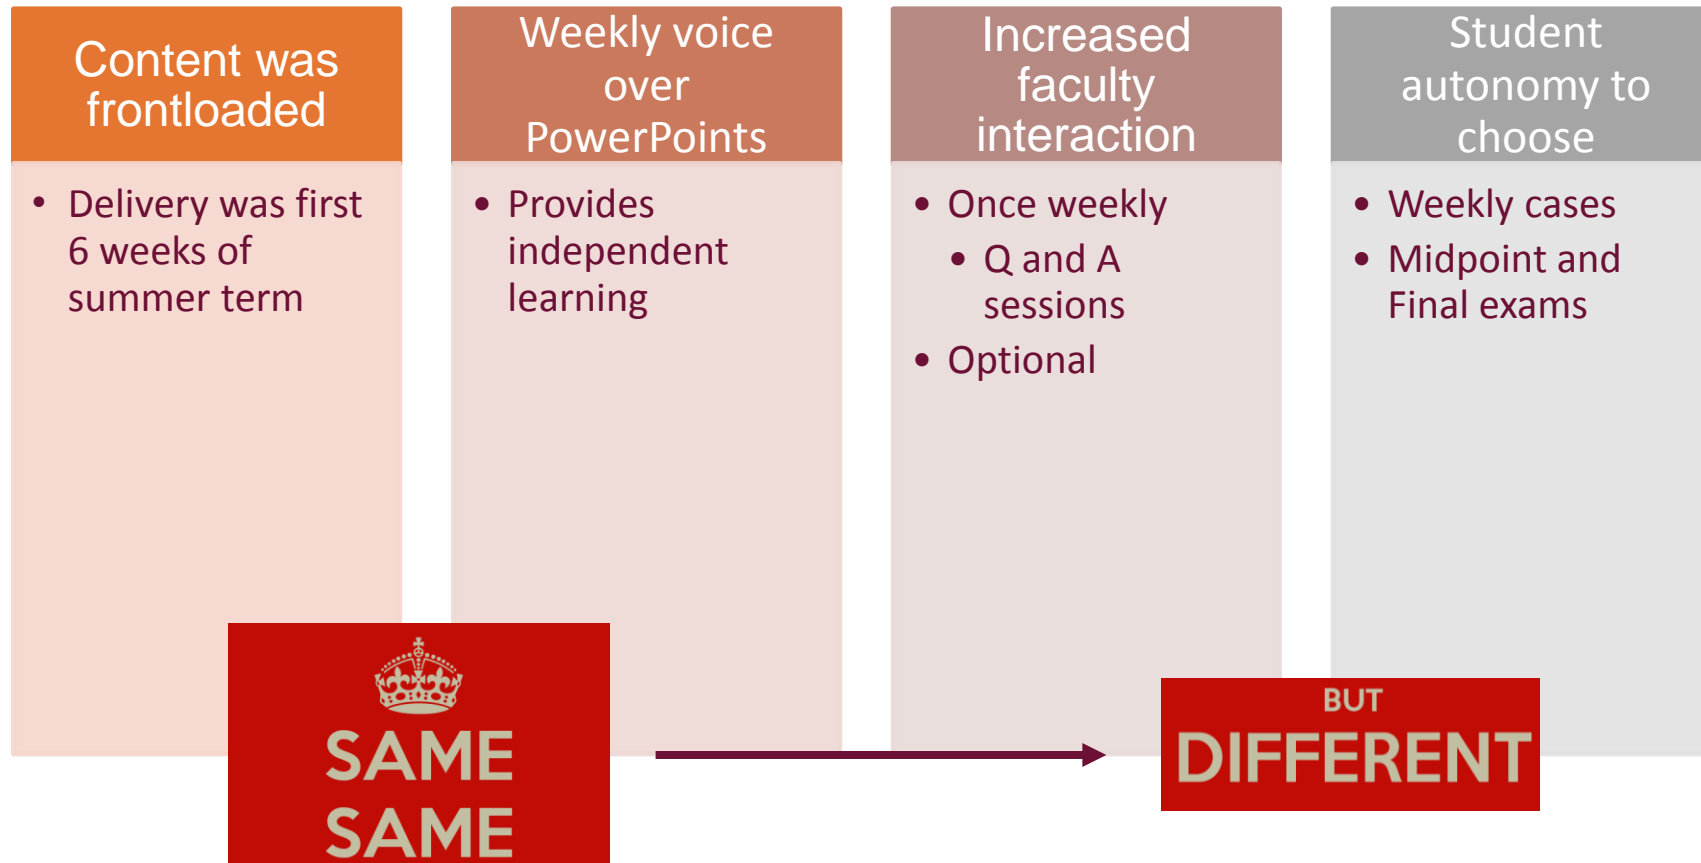 Content was
frontloaded
• Delivery was first
6 weeks of
summer term
Weekly voice
over
PowerPoints
• Provides
independent
learning
Increased
faculty
interaction
• Once weekly
• Q and A
sessions
• Optional
Student
autonomy to
choose
• Weekly cases
• Midpoint and
Final exams
SAME
SAME
BUT
DIFFERENT